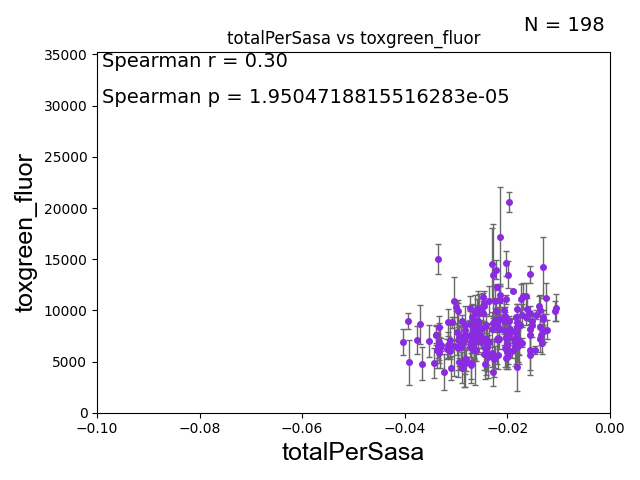 N = 198
totalPerSasa vs toxgreen_fluor
Spearman r = 0.30
Spearman p = 1.9504718815516283e-05
toxgreen_fluor
35000
30000
25000
20000
15000
10000
5000
0
−0.10 −0.08 −0.06 −0.04 −0.02 0.00
totalPerSasa